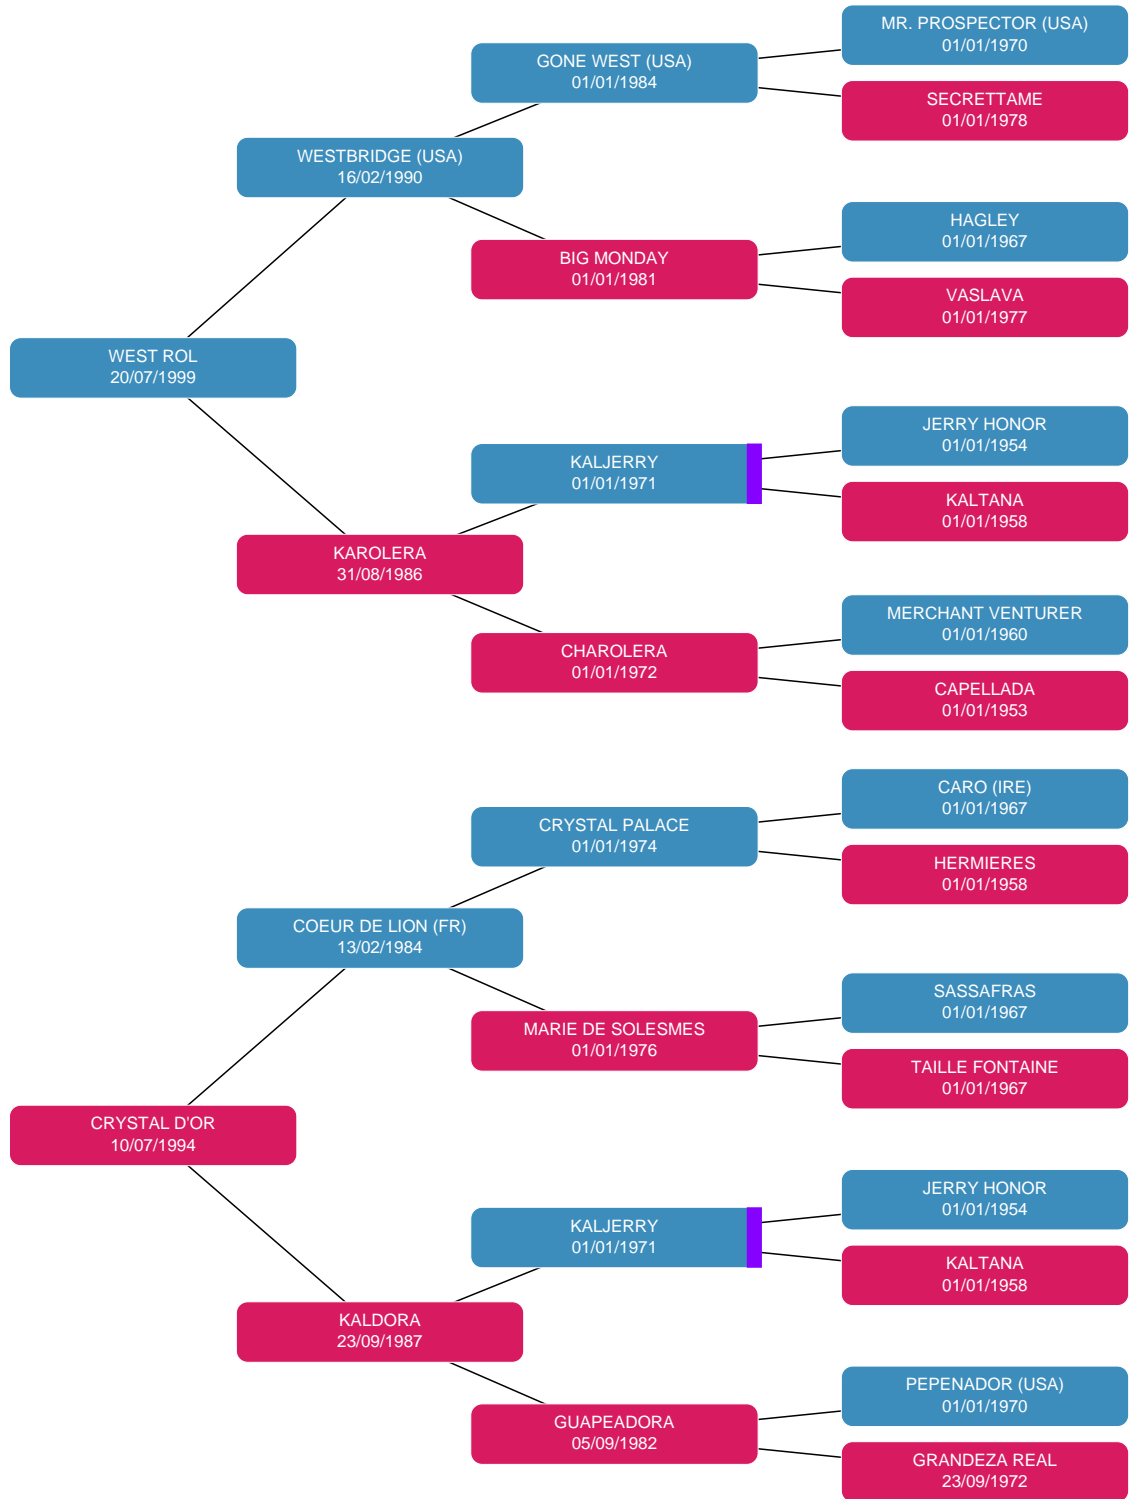 MR. PROSPECTOR (USA)
01/01/1970
GONE WEST (USA)
01/01/1984
SECRETTAME
01/01/1978
WESTBRIDGE (USA)
16/02/1990
HAGLEY
01/01/1967
BIG MONDAY
01/01/1981
VASLAVA
01/01/1977
WEST ROL
20/07/1999
JERRY HONOR
01/01/1954
KALJERRY
01/01/1971
KALTANA
01/01/1958
KAROLERA
31/08/1986
MERCHANT VENTURER
01/01/1960
CHAROLERA
01/01/1972
CAPELLADA
01/01/1953
CARO (IRE)
01/01/1967
CRYSTAL PALACE
01/01/1974
HERMIERES
01/01/1958
COEUR DE LION (FR)
13/02/1984
SASSAFRAS
01/01/1967
MARIE DE SOLESMES
01/01/1976
TAILLE FONTAINE
01/01/1967
CRYSTAL D'OR
10/07/1994
JERRY HONOR
01/01/1954
KALJERRY
01/01/1971
KALTANA
01/01/1958
KALDORA
23/09/1987
PEPENADOR (USA)
01/01/1970
GUAPEADORA
05/09/1982
GRANDEZA REAL
23/09/1972